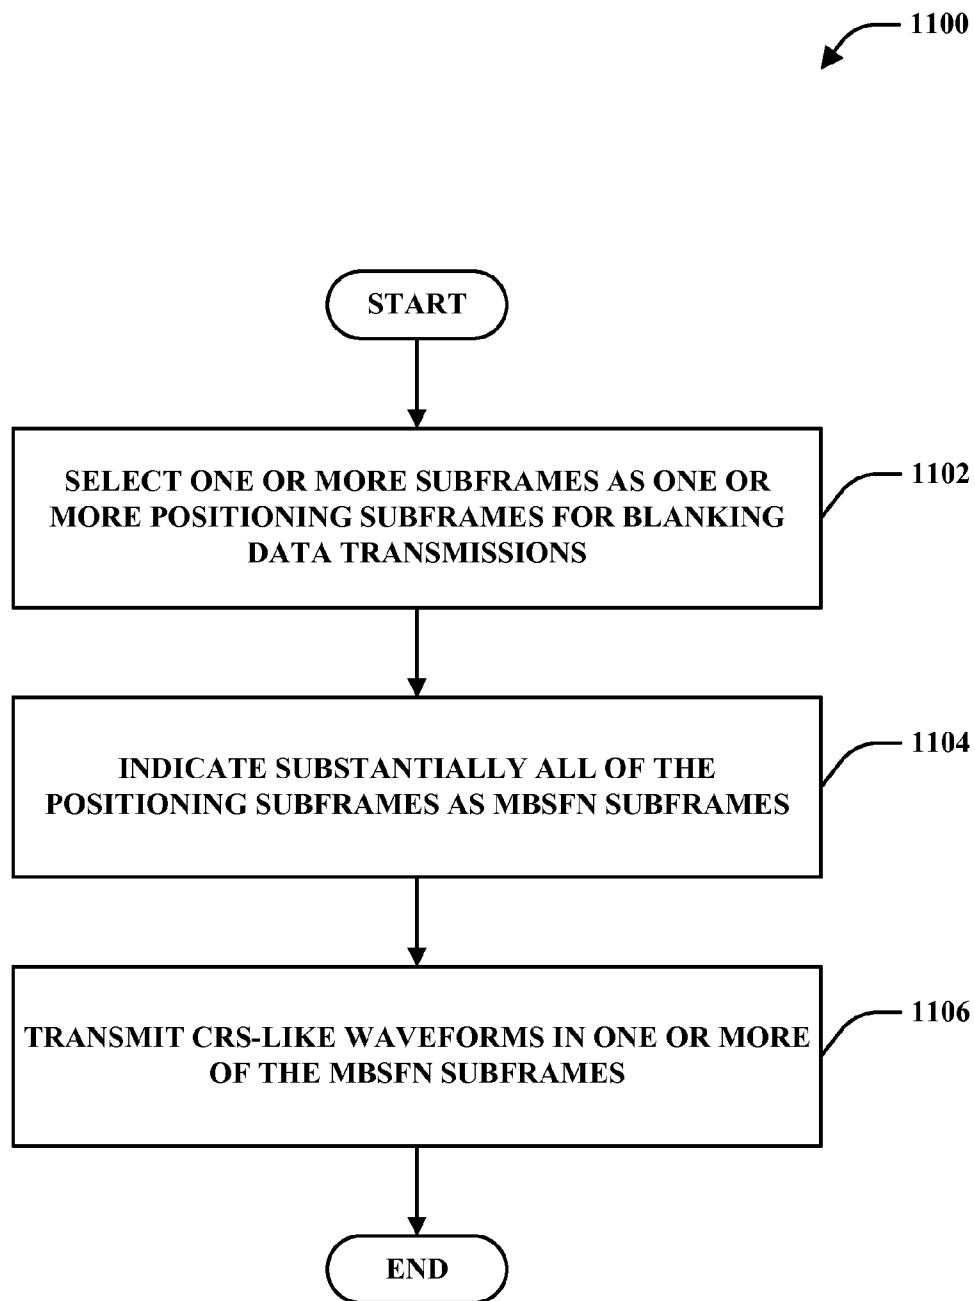 1100
START
SELECT ONE OR MORE SUBFRAMES AS ONE OR
MORE POSITIONING SUBFRAMES FOR BLANKING
DATA TRANSMISSIONS
1102
INDICATE SUBSTANTIALLY ALL OF THE
POSITIONING SUBFRAMES AS MBSFN SUBFRAMES
1104
TRANSMIT CRS-LIKE WAVEFORMS IN ONE OR MORE
OF THE MBSFN SUBFRAMES
1106
END